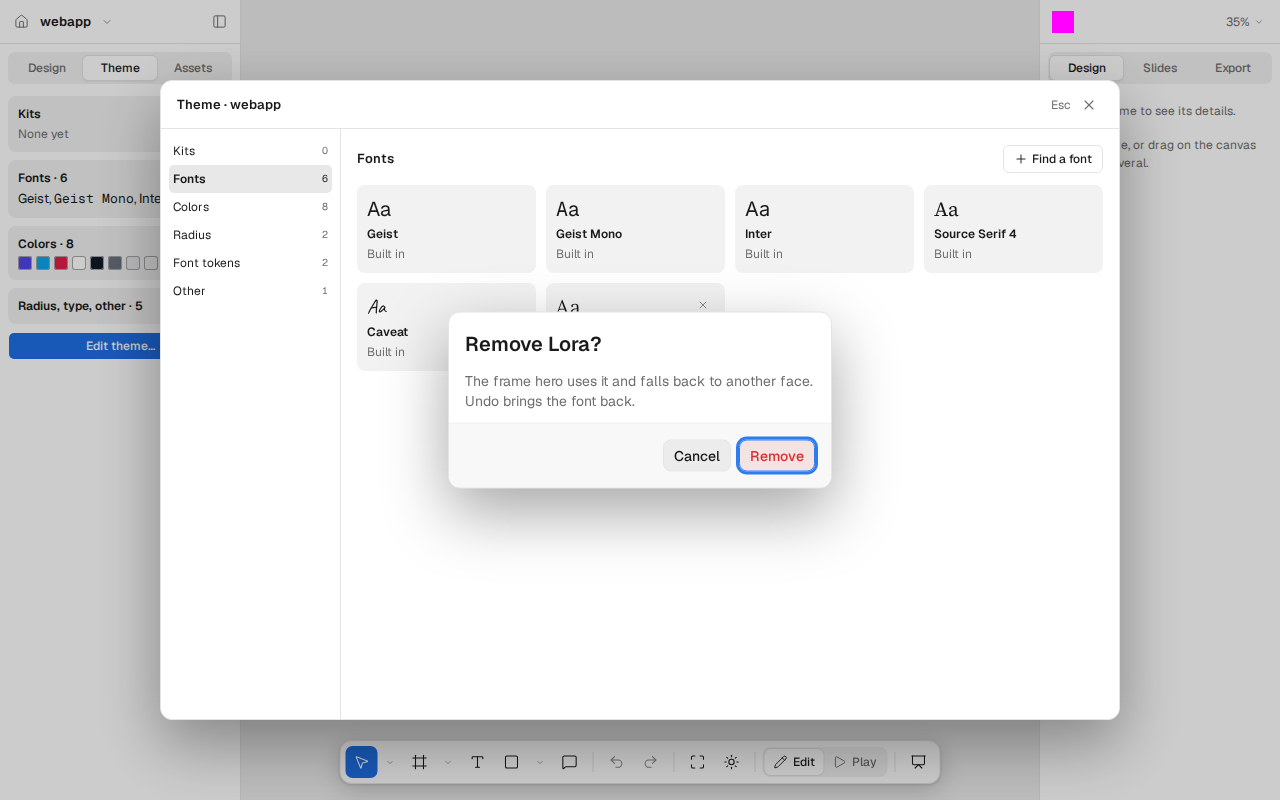 webapp
35%
Design
Theme
Assets
Design
Slides
Export
Theme · webapp
Esc
Kits
None yet
Fonts · 6
Geist, Geist Mono, Inte
Colors · 8
Radius, type, other · 5
Edit theme...
me to see its details.
e, or drag on the canvas
veral.
Kits 0
Fonts 6
Colors 8
Radius 2
Font tokens 2
Other 1
Fonts
Find a font
Aa
Geist
Built in
Aa
Geist Mono
Built in
Aa
Inter
Built in
Aa
Source Serif 4
Built in
Aa
Caveat
Built in
Aa
Remove Lora?
The frame hero uses it and falls back to another face.
Undo brings the font back.
Cancel
Remove
Edit
Play